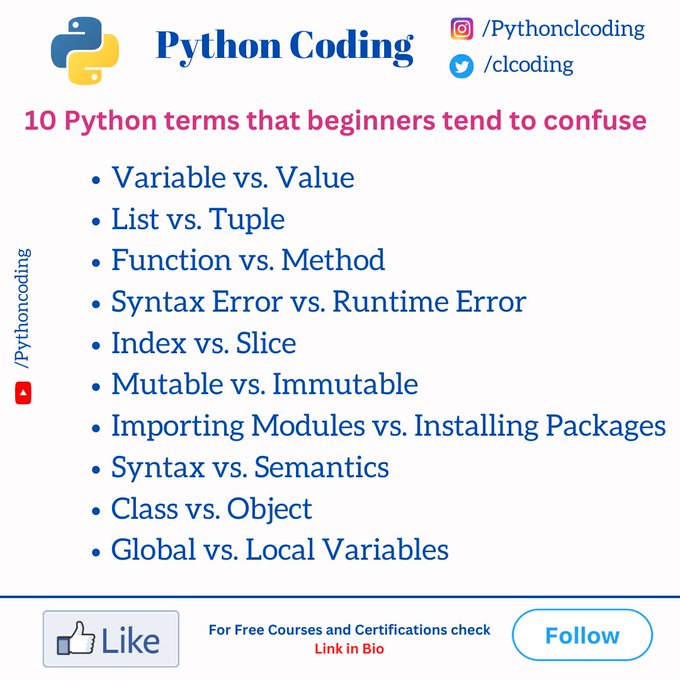 Python Coding
/Pythonclcoding
/clcoding
10 Python terms that beginners tend to confuse
• Variable vs. Value
• List vs. Tuple
• Function vs. Method
• Syntax Error vs. Runtime Error
• Index vs. Slice
• Mutable vs. Immutable
• Importing Modules vs. Installing Packages
• Syntax vs. Semantics
• Class vs. Object
• Global vs. Local Variables
/Pythoncoding
Like
For Free Courses and Certifications check
Link in Bio
Follow